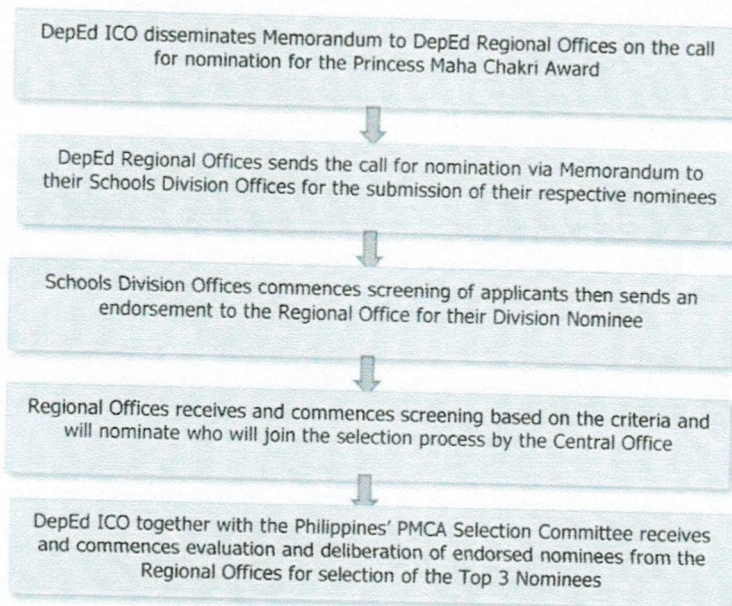 DepEd ICO disseminates Memorandum to DepEd Regional Offices on the call
for nomination for the Princess Maha Chakri Award
DepEd Regional Offices sends the call for nomination via Memorandum to
their Schools Division Offices for the submission of their respective nominees
Schools Division Offices commences screening of applicants then sends an
endorsement to the Regional Office for their Division Nominee
Regional Offices receives and commences screening based on the criteria and
will nominate who will join the selection process by the Central Office
DepEd ICO together with the Philippines' PMCA Selection Committee receives
and commences evaluation and deliberation of endorsed nominees from the
Regional Offices for selection of the Top 3 Nominees